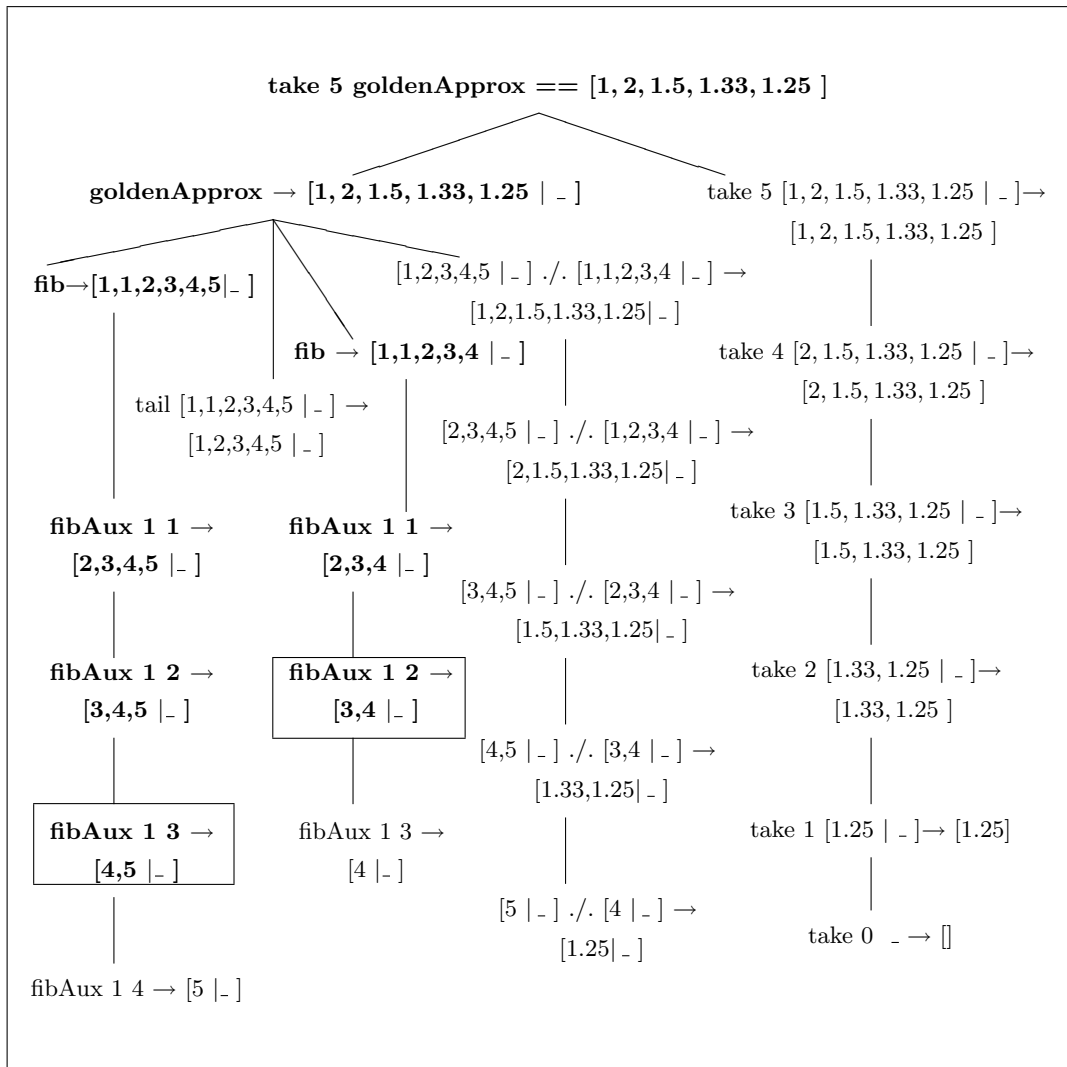 take 5 goldenApprox == [1, 2, 1.5, 1.33, 1.25 ]
goldenApprox → [1, 2, 1.5, 1.33, 1.25 | _ ]
take 5 [1, 2, 1.5, 1.33, 1.25 | _ ]→
[1, 2, 1.5, 1.33, 1.25 ]
fib→[1,1,2,3,4,5|_ ]
[1,2,3,4,5 | _ ] ./. [1,1,2,3,4 | _ ] →
[1,2,1.5,1.33,1.25| _ ]
fib → [1,1,2,3,4 | _ ]
take 4 [2, 1.5, 1.33, 1.25 | _ ]→
[2, 1.5, 1.33, 1.25 ]
tail [1,1,2,3,4,5 | _ ] →
[1,2,3,4,5 | _ ]
[2,3,4,5 | _ ] ./. [1,2,3,4 | _ ] →
[2,1.5,1.33,1.25| _ ]
fibAux 1 1 →
[2,3,4,5 |_ ]
fibAux 1 1 →
[2,3,4 |_ ]
take 3 [1.5, 1.33, 1.25 | _ ]→
[1.5, 1.33, 1.25 ]
[3,4,5 | _ ] ./. [2,3,4 | _ ] →
[1.5,1.33,1.25| _ ]
fibAux 1 2 →
[3,4,5 |_ ]
fibAux 1 2 →
[3,4 |_ ]
take 2 [1.33, 1.25 | _ ]→
[1.33, 1.25 ]
[4,5 | _ ] ./. [3,4 | _ ] →
[1.33,1.25| _ ]
fibAux 1 3 →
[4,5 |_ ]
fibAux 1 3 →
[4 |_ ]
take 1 [1.25 | _ ]→ [1.25]
[5 | _ ] ./. [4 | _ ] →
[1.25| _ ]
take 0 _ → []
fibAux 1 4 → [5 |_ ]